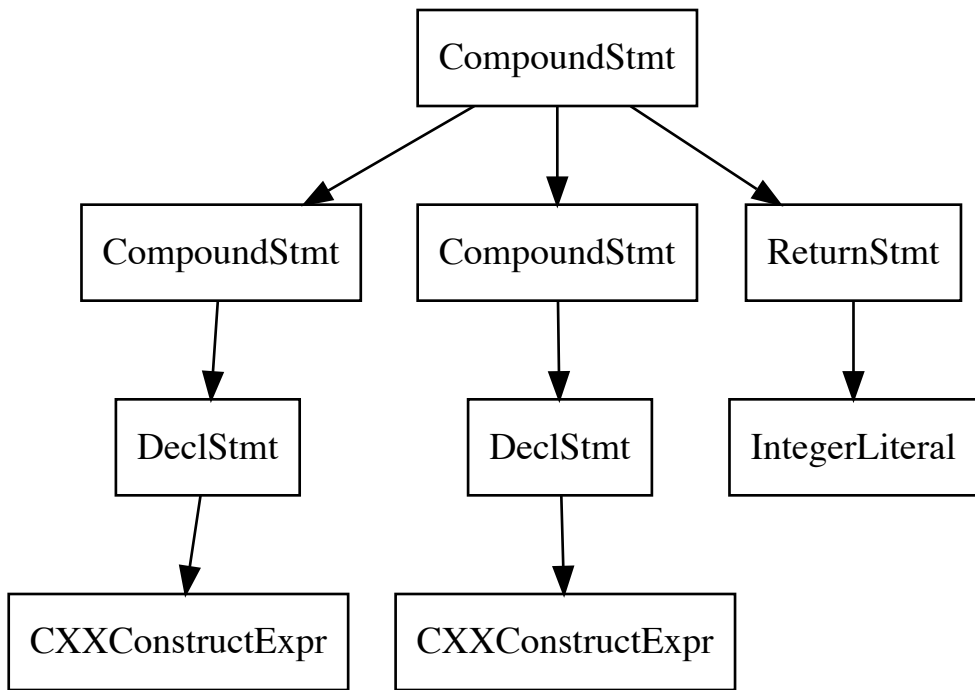 CompoundStmt
CompoundStmt
CompoundStmt
ReturnStmt
DeclStmt
DeclStmt
IntegerLiteral
CXXConstructExpr
CXXConstructExpr